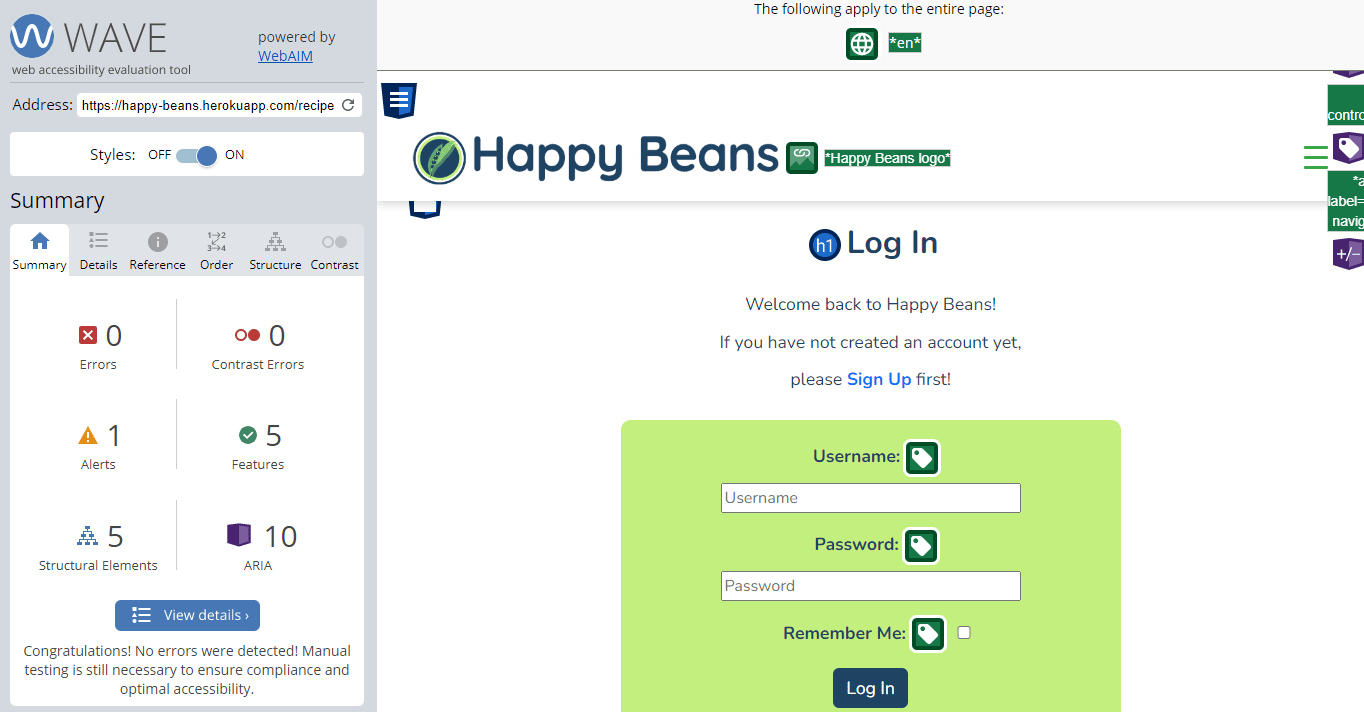 WAVE
web accessibility evaluation tool
powered by
WebAIM
Address: https://happy-beans.herokuapp.com/recipe
Styles: OFF ON
Summary
Summary Details Reference Order Structure Contrast
0
Errors
0
Contrast Errors
1
Alerts
5
Features
5
Structural Elements
10
ARIA
View details ›
Congratulations! No errors were detected! Manual
testing is still necessary to ensure compliance and
optimal accessibility.
The following apply to the entire page:
*en*
Happy Beans *Happy Beans logo*
h1 Log In
Welcome back to Happy Beans!
If you have not created an account yet,
please Sign Up first!
Username:
Username
Password:
Password
Remember Me:
Log In
+/-